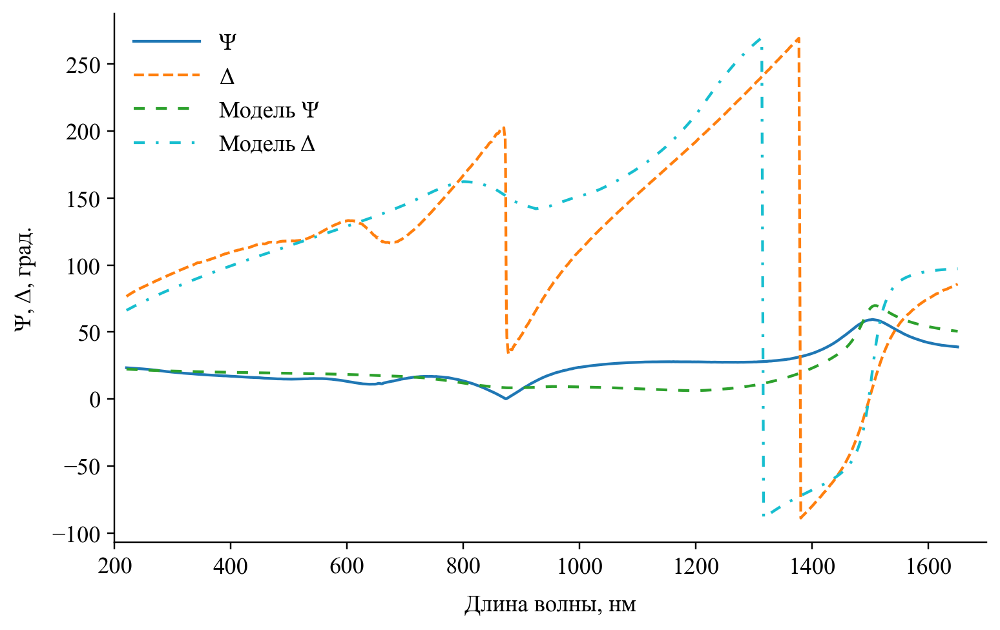 Ψ
Δ
Модель Ψ
Модель Δ
Ψ, Δ, град.
250
200
150
100
50
0
−50
−100
200 400 600 800 1000 1200 1400 1600
Длина волны, нм